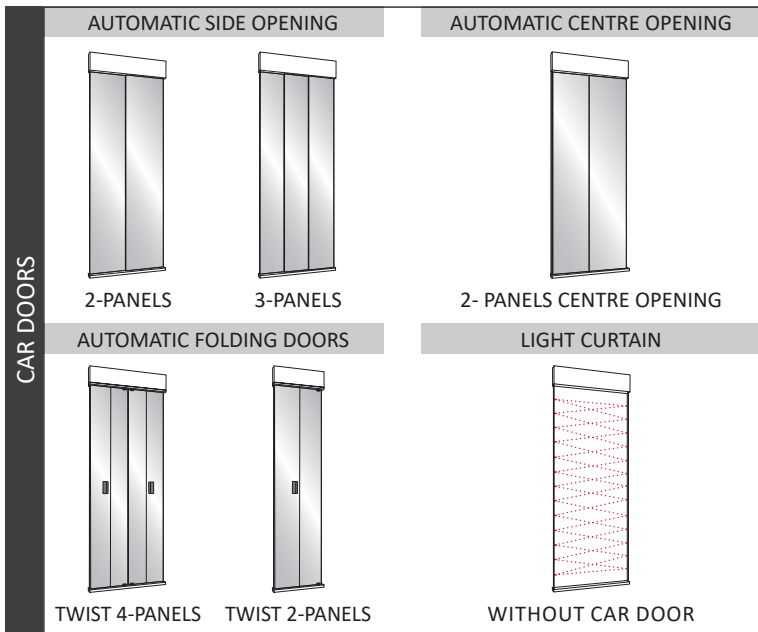 CAR DOORS
AUTOMATIC SIDE OPENING
2-PANELS
3-PANELS
AUTOMATIC CENTRE OPENING
2- PANELS CENTRE OPENING
AUTOMATIC FOLDING DOORS
TWIST 4-PANELS
TWIST 2-PANELS
LIGHT CURTAIN
WITHOUT CAR DOOR